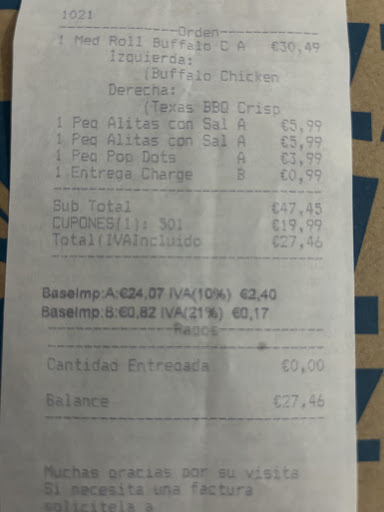 1021
Orden
1 Med Roll Buffalo C A €30,49
Izquierda:
(Buffalo Chicken
Derecha:
(Texas BBQ Crisp
1 Peq Alitas con Sal A €5,99
1 Peq Alitas con Sal A €5,99
1 Peq Pop Dots A €3,99
1 Entrega Charge B €0,99
Sub Total €47,45
CUPONES(1): 501 €19,99
Total(IVAIncluido €27,46
BaseImp:A:€24,07 IVA(10%) €2,40
BaseImp:B:€0,82 IVA(21%) €0,17
Pagos
Cantidad Entregada €0,00
Balance €27,46
Muchas gracias por su visita
Si necesita una factura
solicitela a